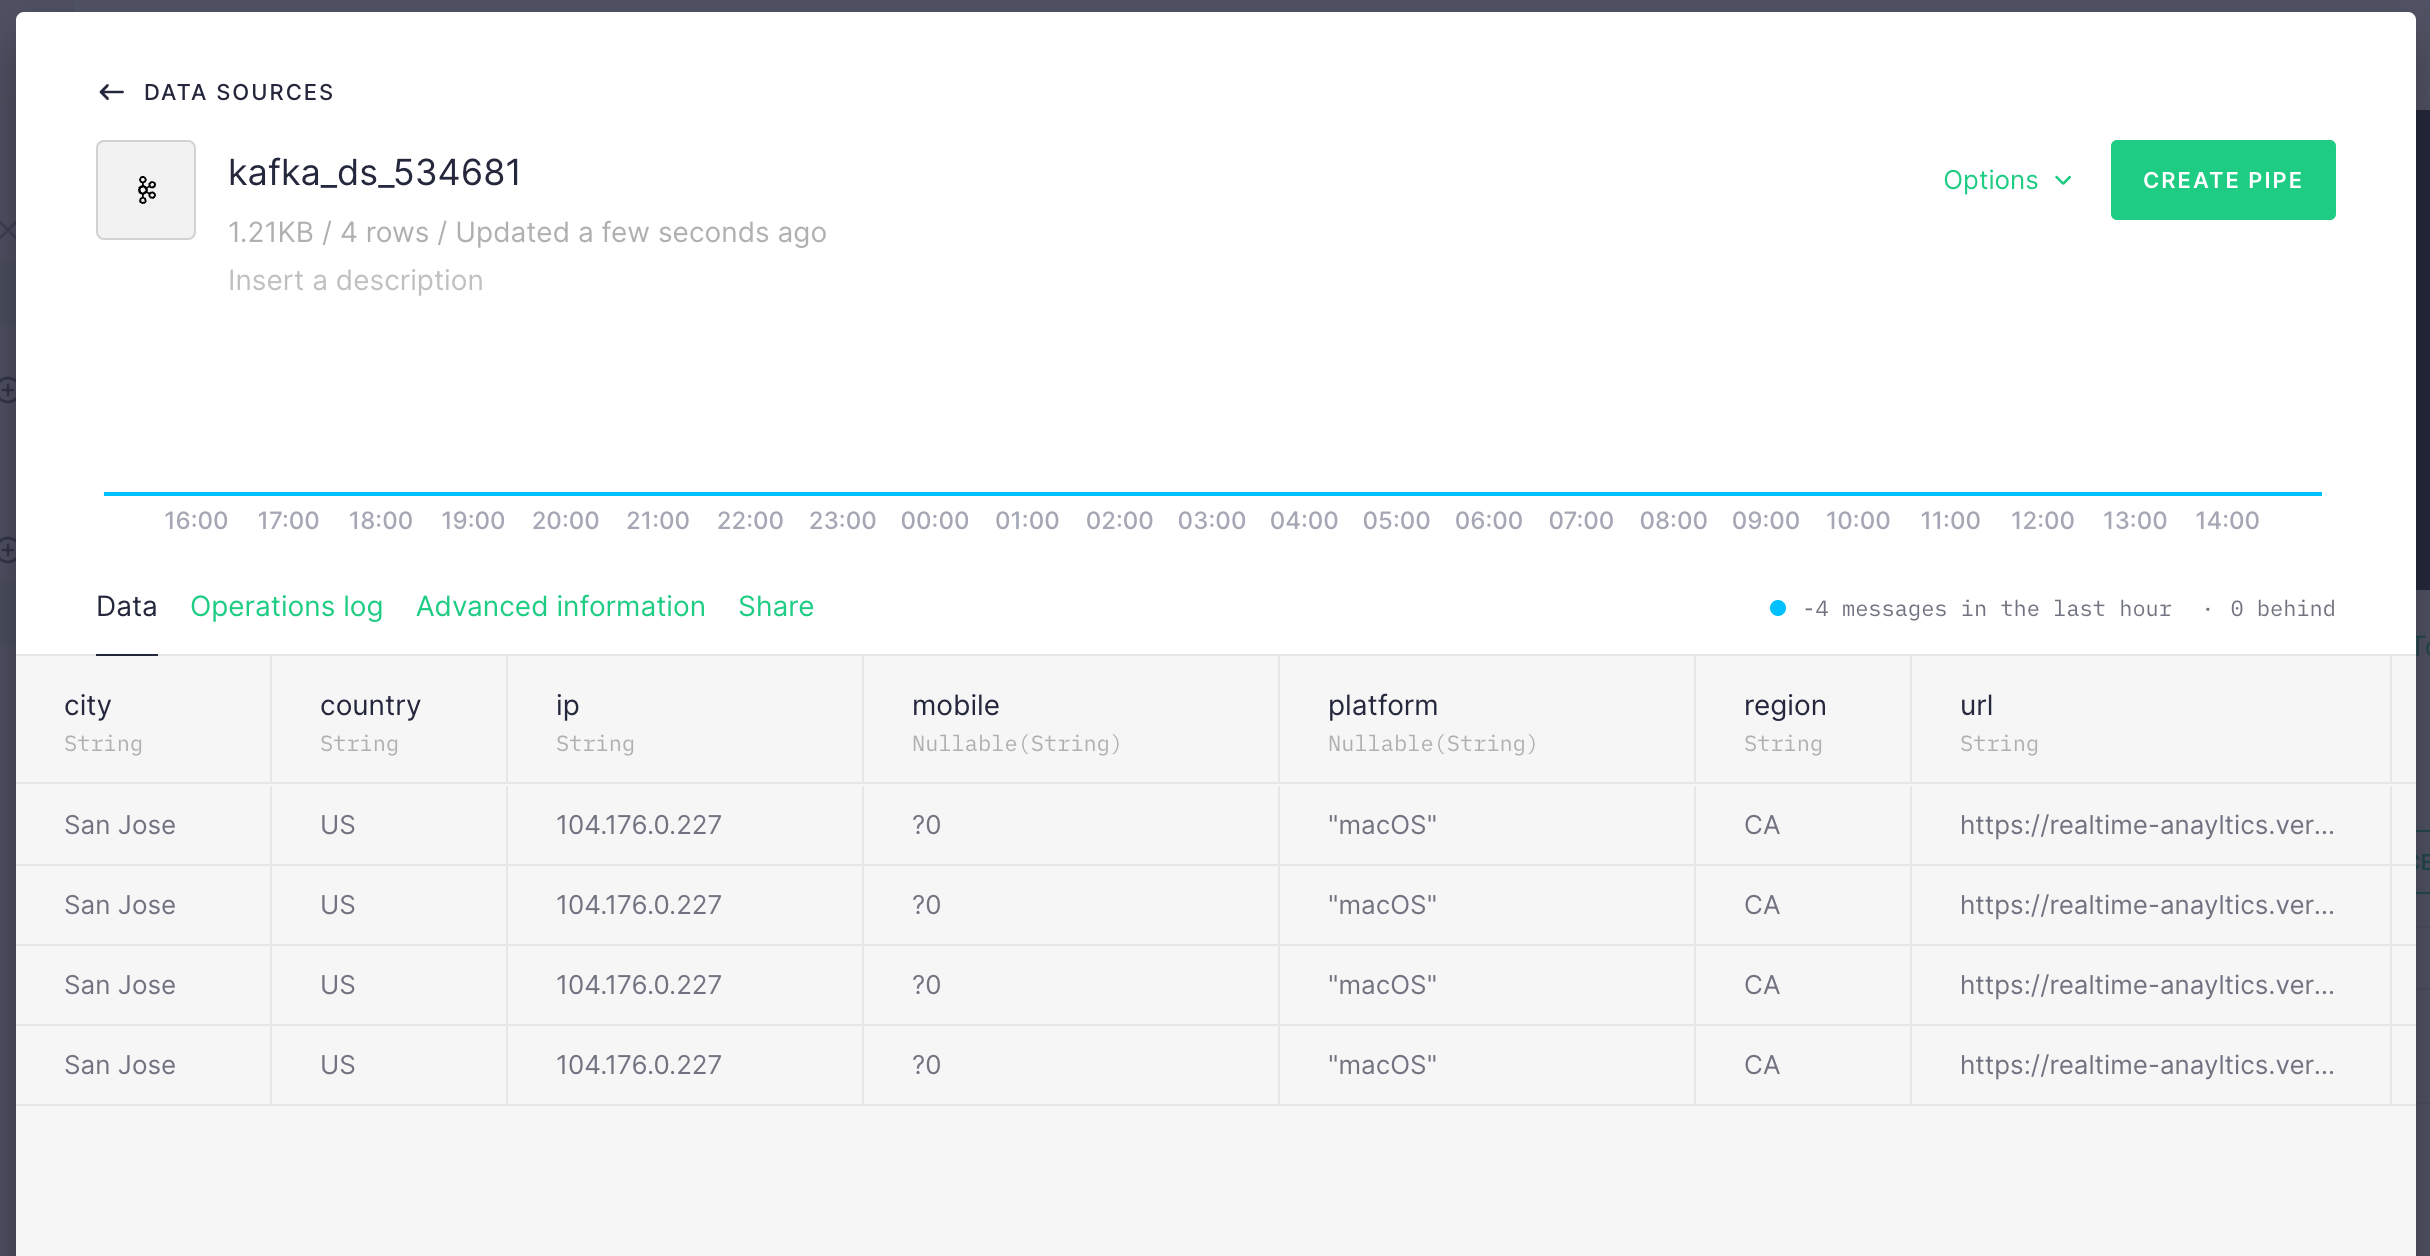 DATA SOURCES
kafka_ds_534681
1.21KB / 4 rows / Updated a few seconds ago
Insert a description
Options
CREATE PIPE
16:00 17:00 18:00 19:00 20:00 21:00 22:00 23:00 00:00 01:00 02:00 03:00 04:00 05:00 06:00 07:00 08:00 09:00 10:00 11:00 12:00 13:00 14:00
Data Operations log Advanced information Share
-4 messages in the last hour · 0 behind
city country ip mobile platform region url
String String String Nullable(String) Nullable(String) String String
San Jose US 104.176.0.227 ?0 "macOS" CA https://realtime-anayltics.ver...
San Jose US 104.176.0.227 ?0 "macOS" CA https://realtime-anayltics.ver...
San Jose US 104.176.0.227 ?0 "macOS" CA https://realtime-anayltics.ver...
San Jose US 104.176.0.227 ?0 "macOS" CA https://realtime-anayltics.ver...